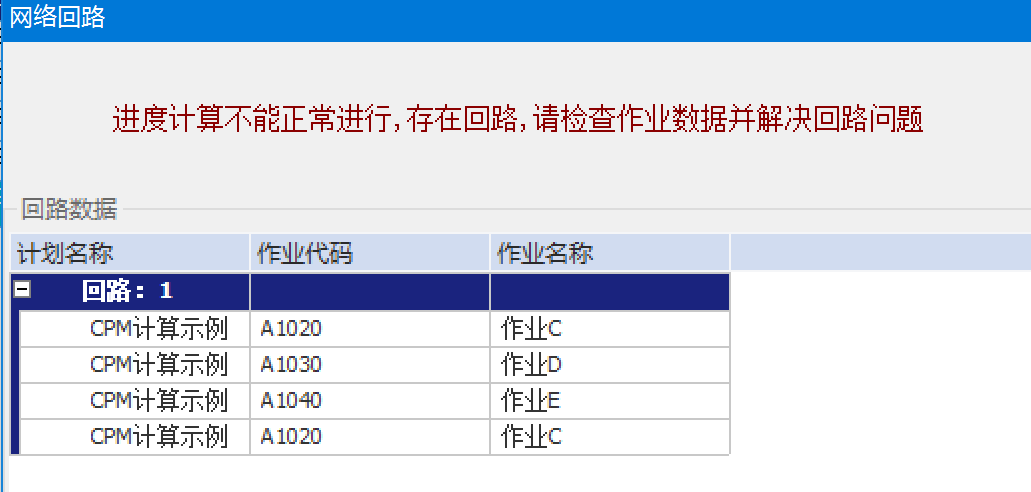 网络回路
进度计算不能正常进行,存在回路,请检查作业数据并解决回路问题
回路数据
计划名称 作业代码 作业名称
回路: 1
CPM计算示例 A1020 作业C
CPM计算示例 A1030 作业D
CPM计算示例 A1040 作业E
CPM计算示例 A1020 作业C